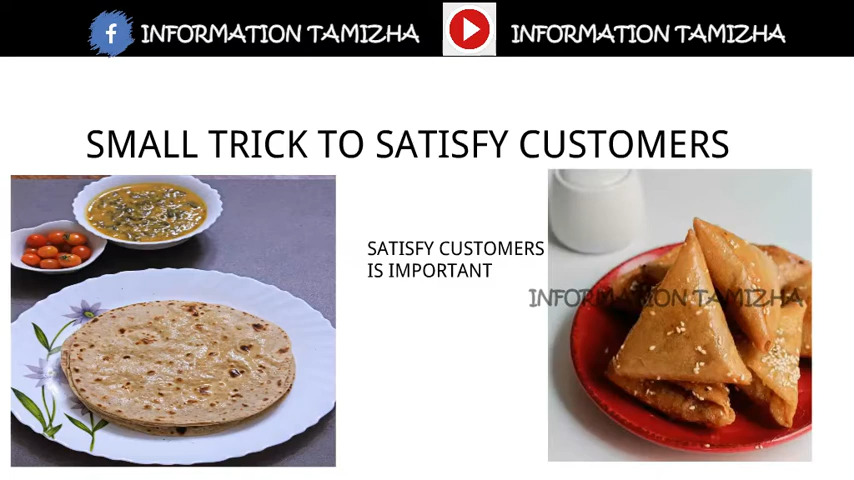 INFORMATION TAMIZHA
INFORMATION TAMIZHA
SMALL TRICK TO SATISFY CUSTOMERS
SATISFY CUSTOMERS
IS IMPORTANT
INFORMATION TAMIZHA